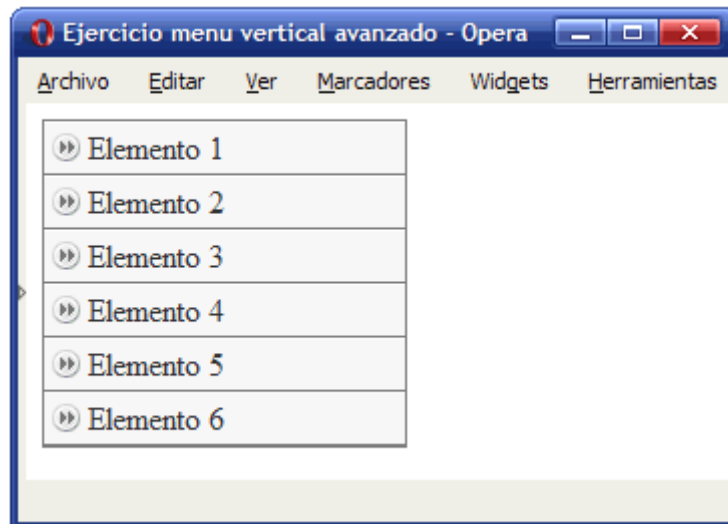 Ejercicio menu vertical avanzado - Opera
Archivo Editar Ver Marcadores Widgets Herramientas
Elemento 1
Elemento 2
Elemento 3
Elemento 4
Elemento 5
Elemento 6